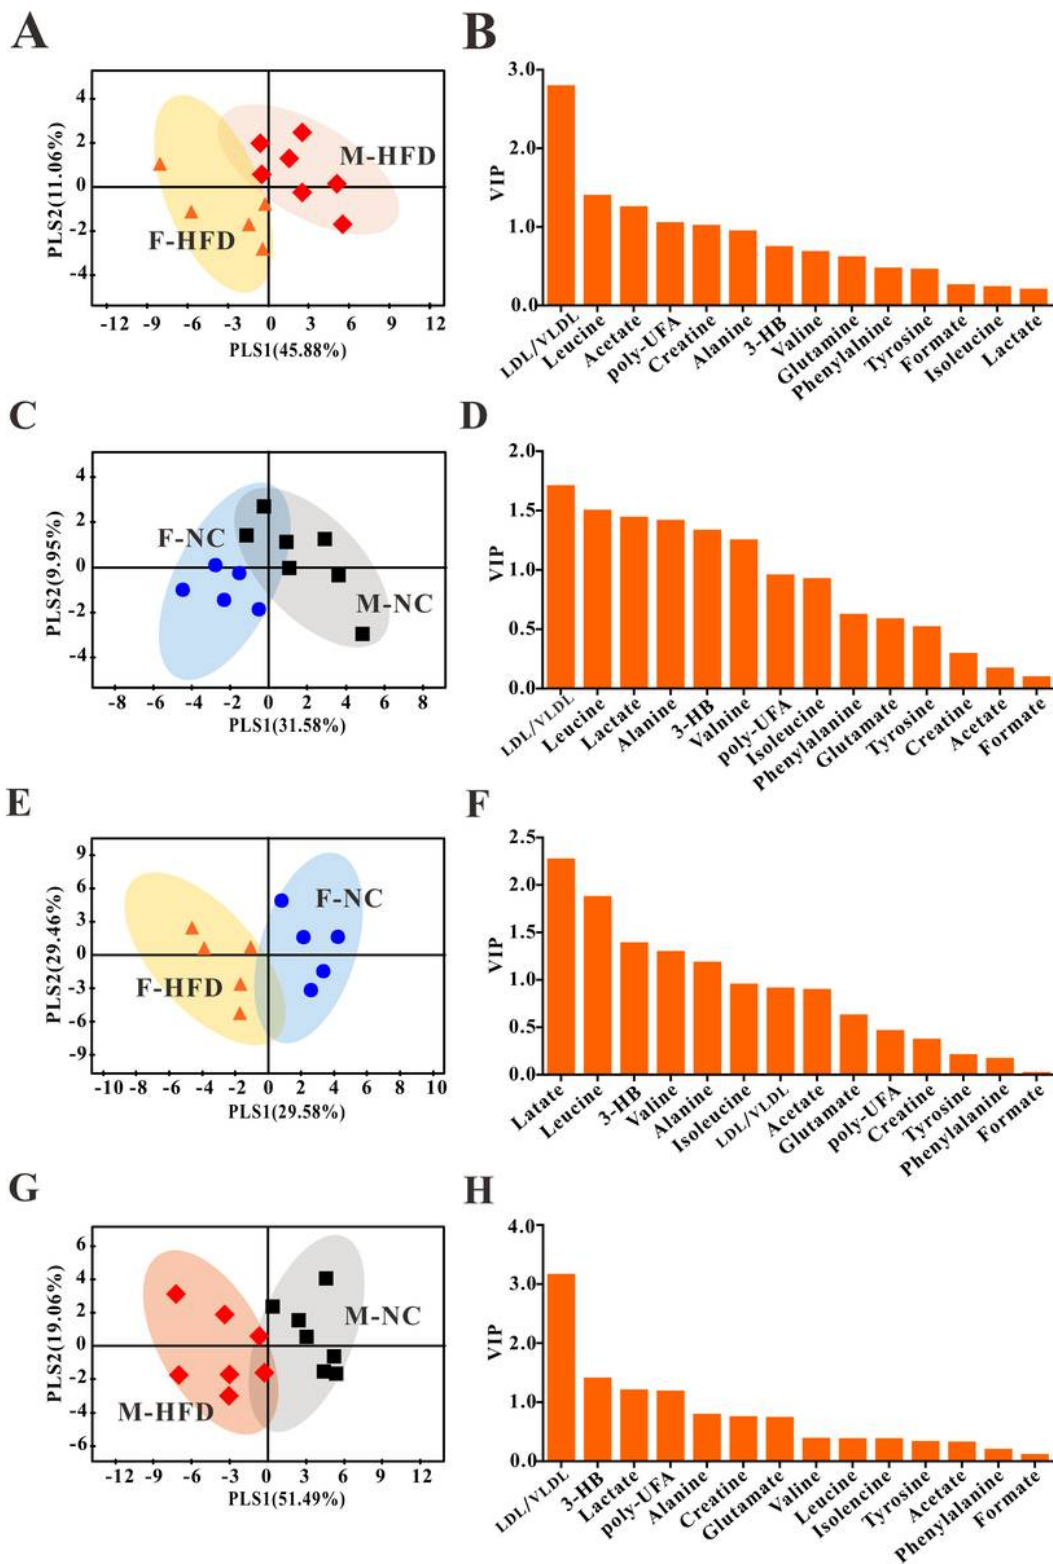 A
4
2
0
-2
-4
PLS2(11.06%)
M-HFD
F-HFD
-12 -9 -6 -3 0 3 6 9 12
PLS1(45.88%)
B
3.0
2.0
1.0
0.0
VIP
LDL/VLDL
Leucine
Acetate
poly-UFA
Creatine
Alanine
3-HB
Valine
Glutamine
Phenylalnine
Tyrosine
Formate
Isoleucine
Lactate
C
4
2
0
-2
-4
PLS2(9.95%)
F-NC
M-NC
-8 -6 -4 -2 0 2 4 6 8
PLS1(31.58%)
D
2.0
1.5
1.0
0.5
0.0
VIP
LDL/VLDL
Leucine
Lactate
Alanine
3-HB
Valnine
poly-UFA
Isoleucine
Phenylalanine
Glutamate
Tyrosine
Creatine
Acetate
Formate
E
9
6
3
0
-3
-6
-9
PLS2(29.46%)
F-NC
F-HFD
-10 -8 -6 -4 -2 0 2 4 6 8 10
PLS1(29.58%)
F
2.5
2.0
1.5
1.0
0.5
0.0
VIP
Latate
Leucine
3-HB
Valine
Alanine
Isoleucine
LDL/VLDL
Acetate
Glutamate
poly-UFA
Creatine
Tyrosine
Phenylalanine
Formate
G
6
4
2
0
-2
-4
-6
PLS2(19.06%)
M-NC
M-HFD
-12 -9 -6 -3 0 3 6 9 12
PLS1(51.49%)
H
4.0
3.0
2.0
1.0
0.0
VIP
LDL/VLDL
3-HB
Lactate
poly-UFA
Alanine
Creatine
Glutamate
Valine
Leucine
Isolencine
Tyrosine
Acetate
Phenylalanine
Formate